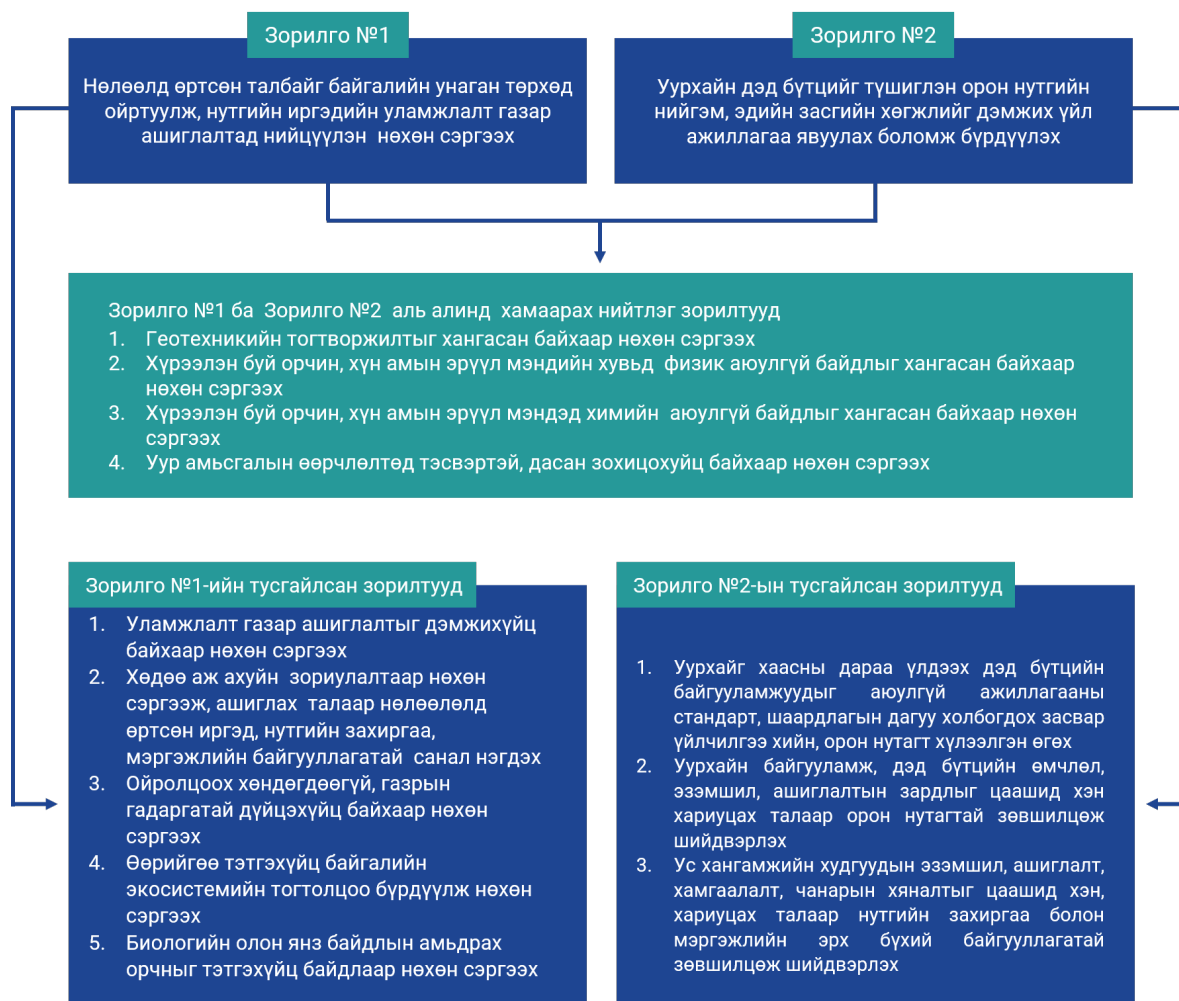 Зорилго №1
Нөлөөлд өртсөн талбайг байгалийн унаган төрхөд
ойртуулж, нутгийн иргэдийн уламжлалт газар
ашиглалтад нийцүүлэн нөхөн сэргээх
Зорилго №2
Уурхайн дэд бүтцийг түшиглэн орон нутгийн
нийгэм, эдийн засгийн хөгжлийг дэмжих үйл
ажиллагаа явуулах боломж бүрдүүлэх
Зорилго №1 ба Зорилго №2 аль алинд хамаарах нийтлэг зорилтууд
1. Геотехникийн тогтворжилтыг хангасан байхаар нөхөн сэргээх
2. Хүрээлэн буй орчин, хүн амын эрүүл мэндийн хувьд физик аюулгүй байдлыг хангасан байхаар
нөхөн сэргээх
3. Хүрээлэн буй орчин, хүн амын эрүүл мэндэд химийн аюулгүй байдлыг хангасан байхаар нөхөн
сэргээх
4. Уур амьсгалын өөрчлөлтөд тэсвэртэй, дасан зохицохуйц байхаар нөхөн сэргээх
Зорилго №1-ийн тусгайлсан зорилтууд
1. Уламжлалт газар ашиглалтыг дэмжихүйц
байхаар нөхөн сэргээх
2. Хөдөө аж ахуйн зориулалтаар нөхөн
сэргээж, ашиглах талаар нөлөөлөлд
өртсөн иргэд, нутгийн захиргаа,
мэргэжлийн байгууллагатай санал нэгдэх
3. Ойролцоох хөндөгдөөгүй, газрын
гадаргатай дүйцэхүйц байхаар нөхөн
сэргээх
4. Өөрийгөө тэтгэхүйц байгалийн
экосистемийн тогтолцоо бүрдүүлж нөхөн
сэргээх
5. Биологийн олон янз байдлын амьдрах
орчныг тэтгэхүйц байдлаар нөхөн сэргээх
Зорилго №2-ын тусгайлсан зорилтууд
1. Уурхайг хаасны дараа үлдээх дэд бүтцийн
байгууламжуудыг аюулгүй ажиллагааны
стандарт, шаардлагын дагуу холбогдох засвар
үйлчилгээ хийн, орон нутагт хүлээлгэн өгөх
2. Уурхайн байгууламж, дэд бүтцийн өмчлөл,
эзэмшил, ашиглалтын зардлыг цаашид хэн
хариуцах талаар орон нутагтай зөвшилцөж
шийдвэрлэх
3. Ус хангамжийн худгуудын эзэмшил, ашиглалт,
хамгаалалт, чанарын хяналтыг цаашид хэн,
хариуцах талаар нутгийн захиргаа болон
мэргэжлийн эрх бүхий байгууллагатай
зөвшилцөж шийдвэрлэх